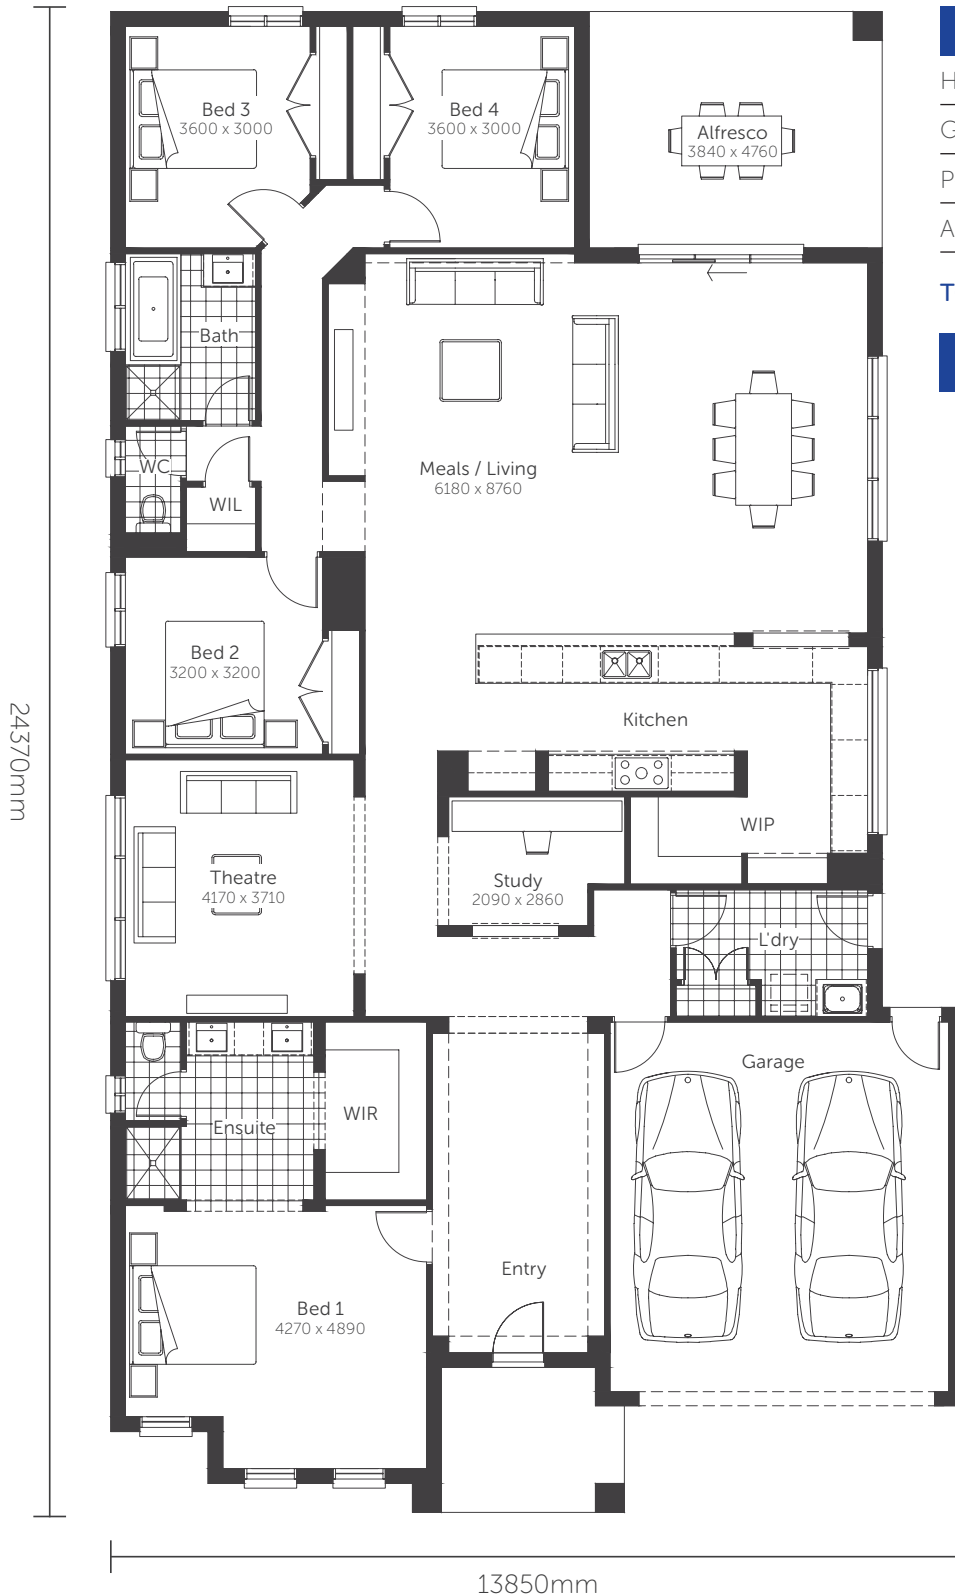 Bed 3
3600 x 3000
Bed 4
3600 x 3000
Alfresco
3840 x 4760
H
G
P
A
T
Bath
Meals / Living
6180 x 8760
WC
WIL
Bed 2
3200 x 3200
Kitchen
24370mm
WIP
Theatre
4170 x 3710
Study
2090 x 2860
L'dry
Garage
WIR
Ensuite
Entry
Bed 1
4270 x 4890
13850mm